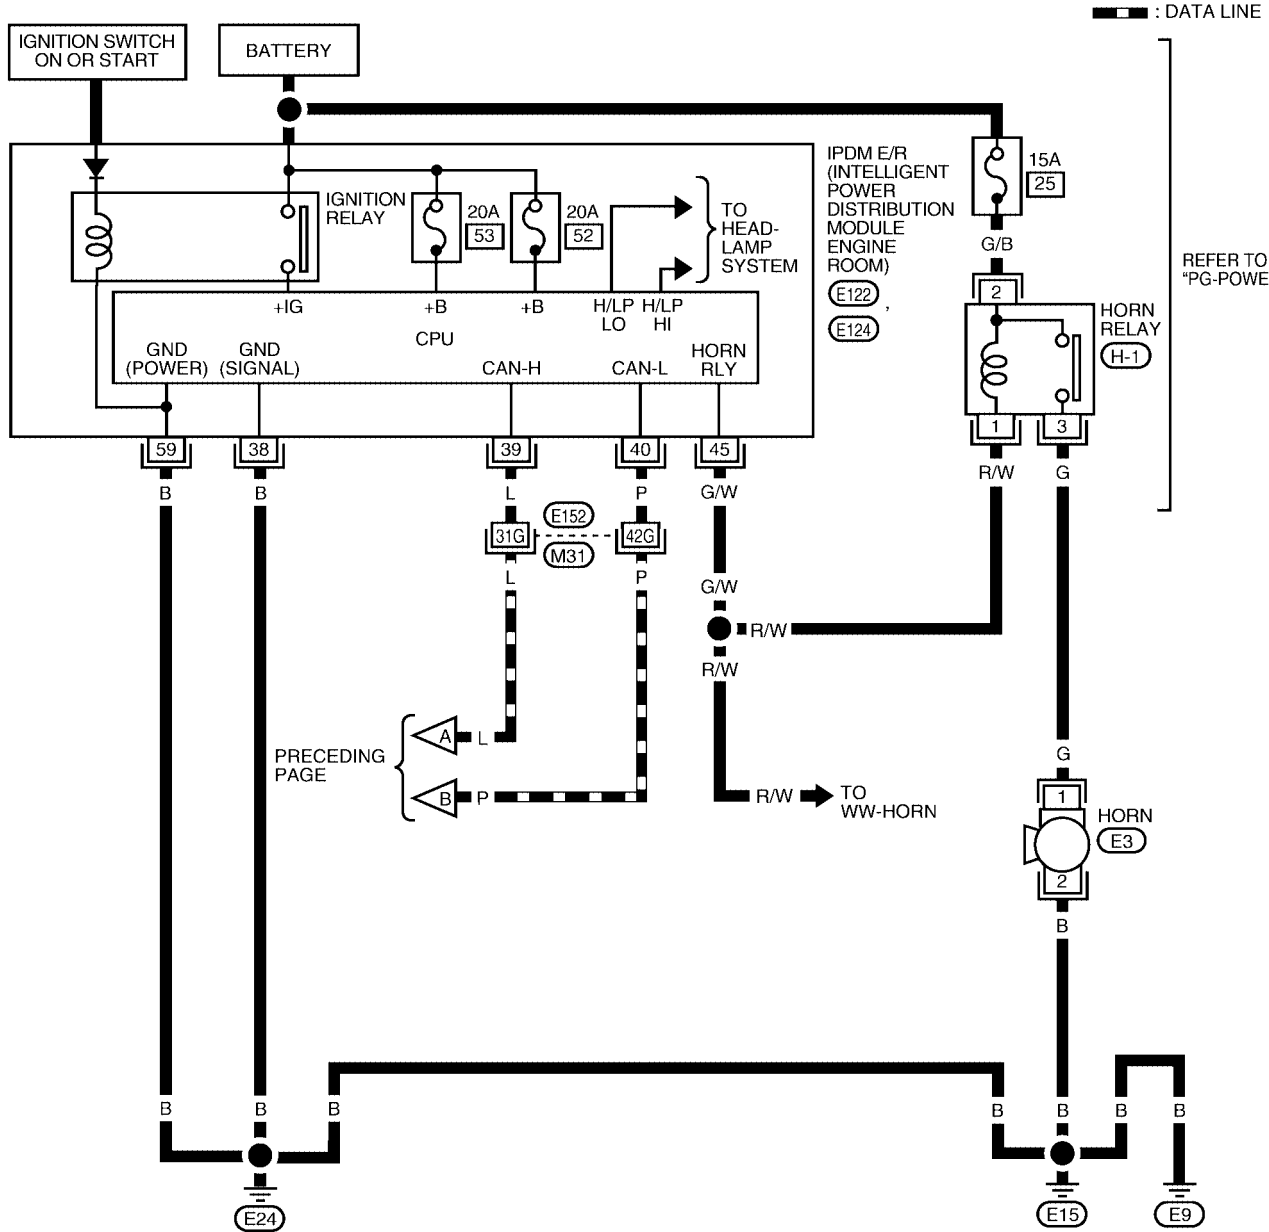 : DATA LINE
IGNITION SWITCH
ON OR START
BATTERY
IPDM E/R
(INTELLIGENT
POWER
DISTRIBUTION
MODULE
ENGINE
ROOM)
E122 ,
E124
15A
25
G/B
2
HORN
RELAY
H-1
REFER TO
“PG-POWE
IGNITION
RELAY
20A
53
20A
52
TO
HEAD-
LAMP
SYSTEM
+IG
+B
+B
H/LP
LO
H/LP
HI
CPU
GND
(POWER)
GND
(SIGNAL)
CAN-H
CAN-L
HORN
RLY
1
3
59
38
39
40
45
R/W
G
B
B
L
P
G/W
31G
E152
M31
42G
L
P
G/W
R/W
R/W
PRECEDING
PAGE
A
L
B
P
R/W
TO
WW-HORN
G
1
HORN
E3
2
B
B
B
B
B
B
B
B
E24
E15
E9